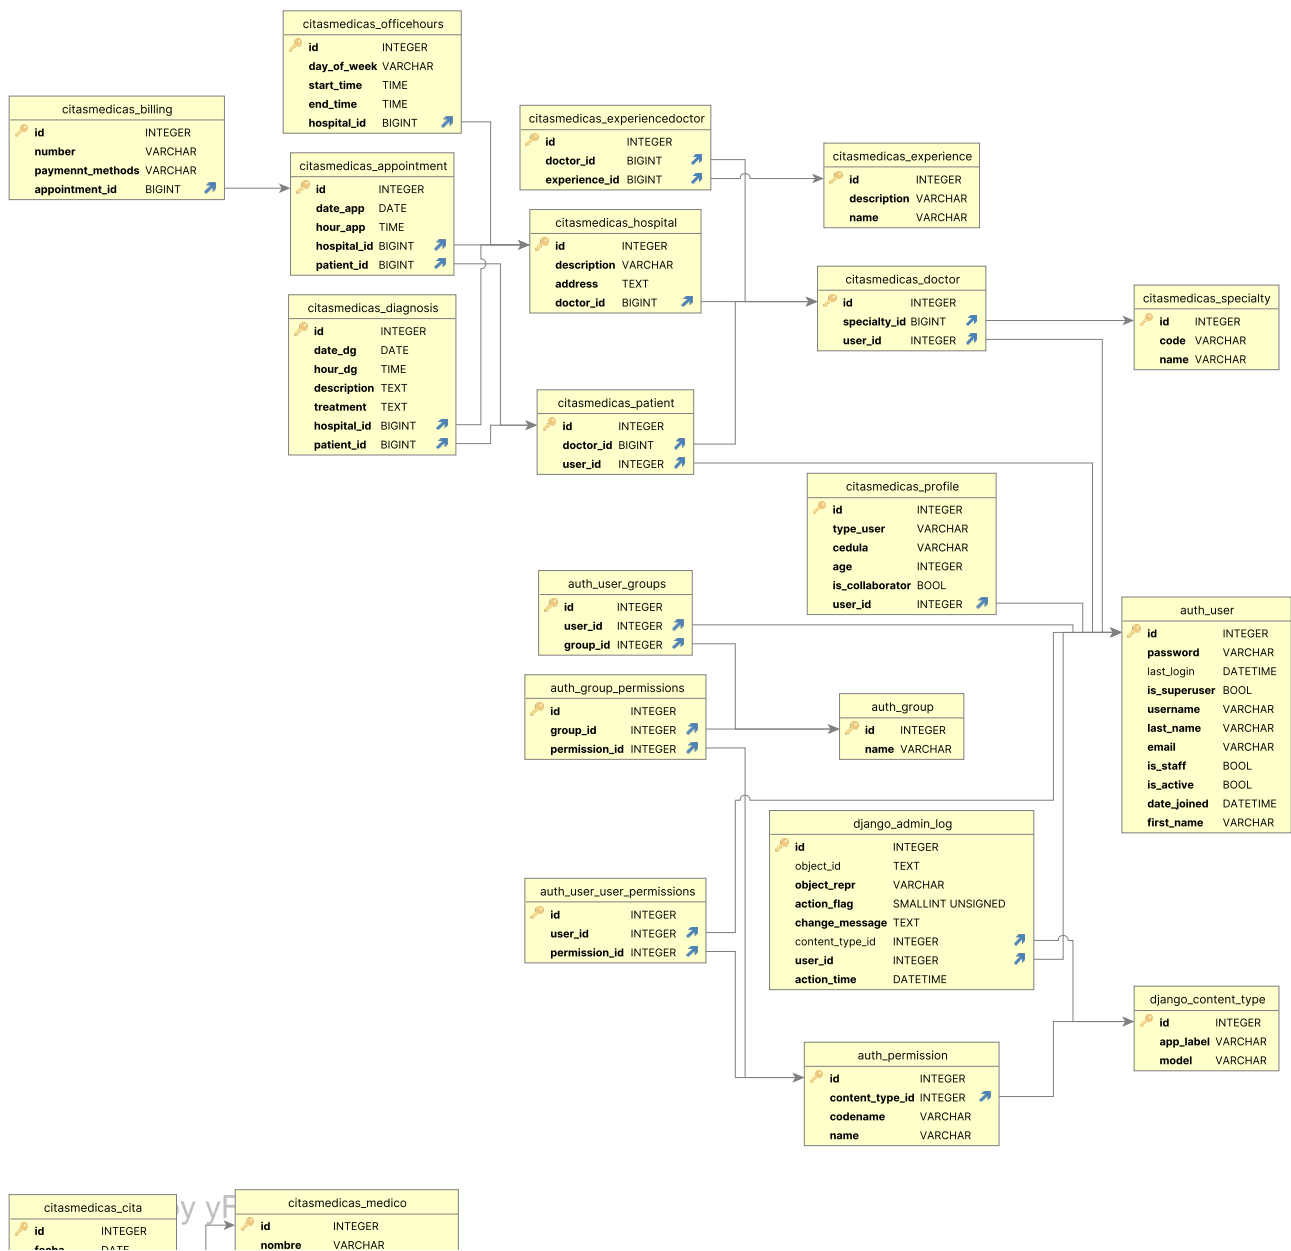 citasmedicas_officehours
id INTEGER
day_of_week VARCHAR
start_time TIME
end_time TIME
hospital_id BIGINT
citasmedicas_billing
id INTEGER
number VARCHAR
paymennt_methods VARCHAR
appointment_id BIGINT
citasmedicas_appointment
id INTEGER
date_app DATE
hour_app TIME
hospital_id BIGINT
patient_id BIGINT
citasmedicas_diagnosis
id INTEGER
date_dg DATE
hour_dg TIME
description TEXT
treatment TEXT
hospital_id BIGINT
patient_id BIGINT
citasmedicas_experiencedoctor
id INTEGER
doctor_id BIGINT
experience_id BIGINT
citasmedicas_experience
id INTEGER
description VARCHAR
name VARCHAR
citasmedicas_hospital
id INTEGER
description VARCHAR
address TEXT
doctor_id BIGINT
citasmedicas_doctor
id INTEGER
specialty_id BIGINT
user_id INTEGER
citasmedicas_specialty
id INTEGER
code VARCHAR
name VARCHAR
citasmedicas_patient
id INTEGER
doctor_id BIGINT
user_id INTEGER
citasmedicas_profile
id INTEGER
type_user VARCHAR
cedula VARCHAR
age INTEGER
is_collaborator BOOL
user_id INTEGER
auth_user_groups
id INTEGER
user_id INTEGER
group_id INTEGER
auth_user
id INTEGER
password VARCHAR
last_login DATETIME
is_superuser BOOL
username VARCHAR
last_name VARCHAR
email VARCHAR
is_staff BOOL
is_active BOOL
date_joined DATETIME
first_name VARCHAR
auth_group_permissions
id INTEGER
group_id INTEGER
permission_id INTEGER
auth_group
id INTEGER
name VARCHAR
django_admin_log
id INTEGER
object_id TEXT
object_repr VARCHAR
action_flag SMALLINT UNSIGNED
change_message TEXT
content_type_id INTEGER
user_id INTEGER
action_time DATETIME
auth_user_user_permissions
id INTEGER
user_id INTEGER
permission_id INTEGER
django_content_type
id INTEGER
app_label VARCHAR
model VARCHAR
auth_permission
id INTEGER
content_type_id INTEGER
codename VARCHAR
name VARCHAR
citasmedicas_cita
id INTEGER
fecha DATE
by yF
citasmedicas_medico
id INTEGER
nombre VARCHAR